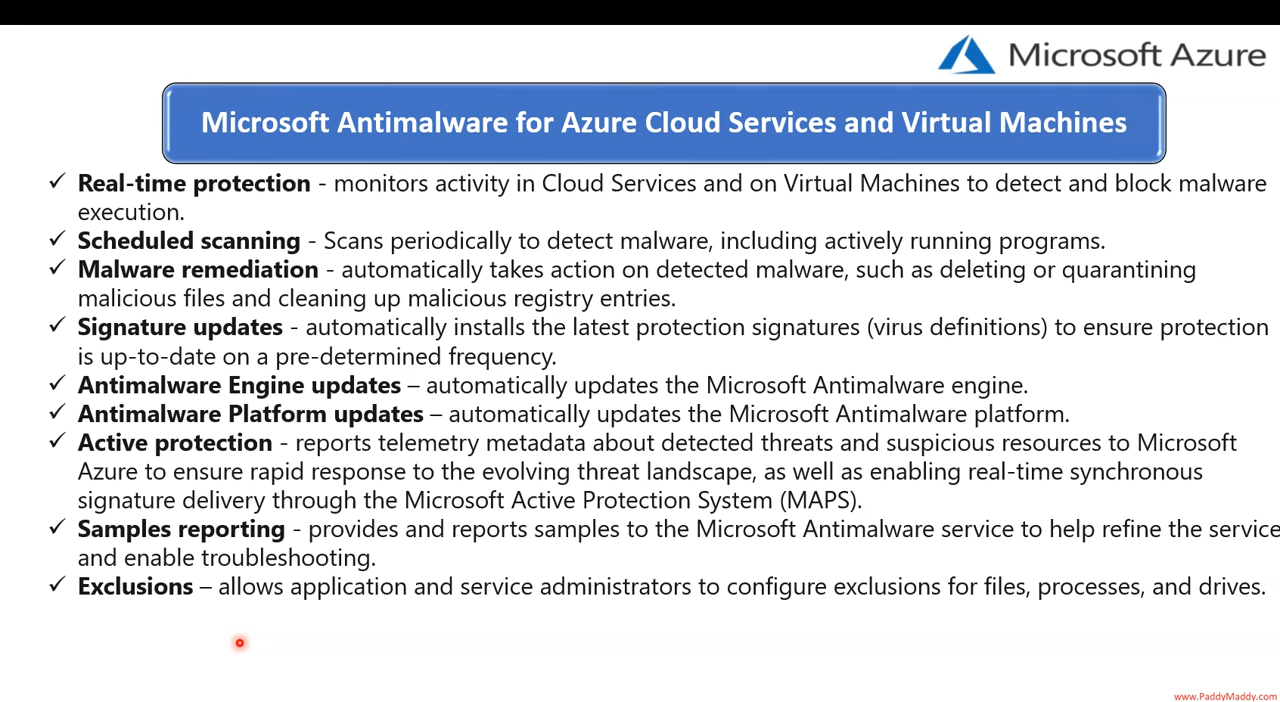 Microsoft Azure
Microsoft Antimalware for Azure Cloud Services and Virtual Machines
✓ Real-time protection - monitors activity in Cloud Services and on Virtual Machines to detect and block malware
execution.
✓ Scheduled scanning - Scans periodically to detect malware, including actively running programs.
✓ Malware remediation - automatically takes action on detected malware, such as deleting or quarantining
malicious files and cleaning up malicious registry entries.
✓ Signature updates - automatically installs the latest protection signatures (virus definitions) to ensure protection
is up-to-date on a pre-determined frequency.
✓ Antimalware Engine updates – automatically updates the Microsoft Antimalware engine.
✓ Antimalware Platform updates – automatically updates the Microsoft Antimalware platform.
✓ Active protection - reports telemetry metadata about detected threats and suspicious resources to Microsoft
Azure to ensure rapid response to the evolving threat landscape, as well as enabling real-time synchronous
signature delivery through the Microsoft Active Protection System (MAPS).
✓ Samples reporting - provides and reports samples to the Microsoft Antimalware service to help refine the service
and enable troubleshooting.
✓ Exclusions – allows application and service administrators to configure exclusions for files, processes, and drives.
www.PaddyMaddy.com